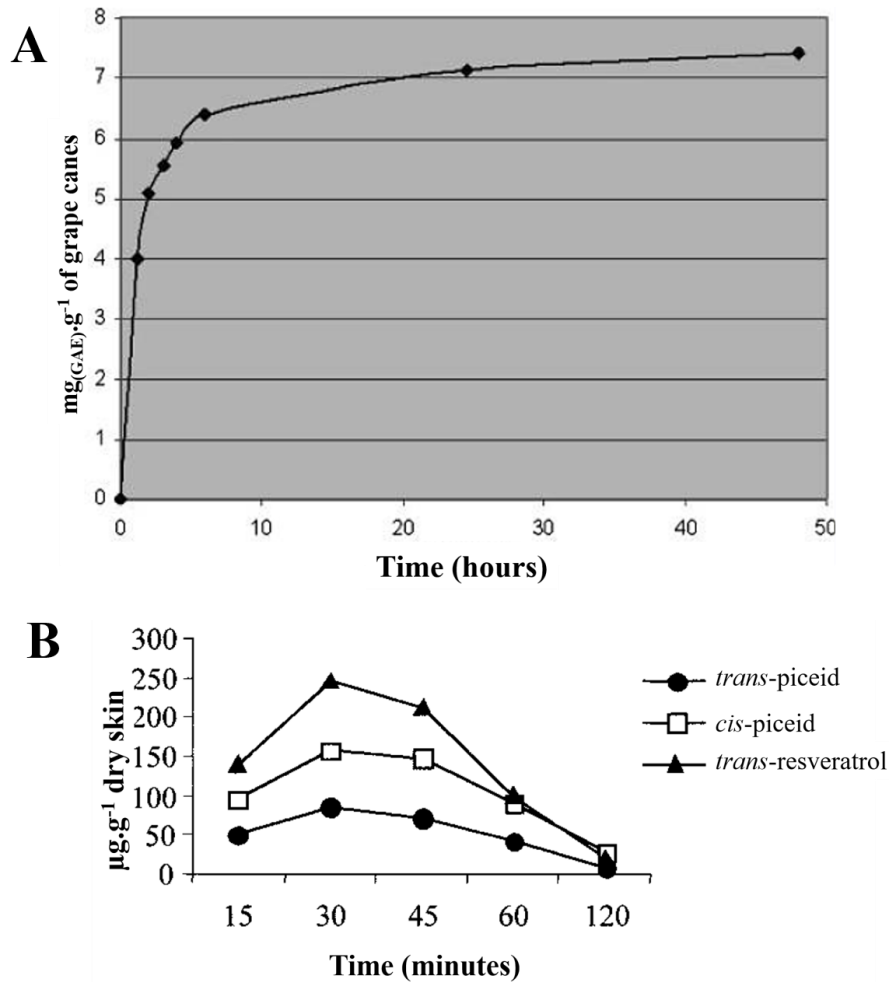 A
8
7
6
5
4
3
2
1
0
mg(GAE).g-1 of grape canes
0 10 20 30 40 50
Time (hours)
B
300
250
200
150
100
50
0
µg.g-1 dry skin
15 30 45 60 120
Time (minutes)
trans-piceid
cis-piceid
trans-resveratrol